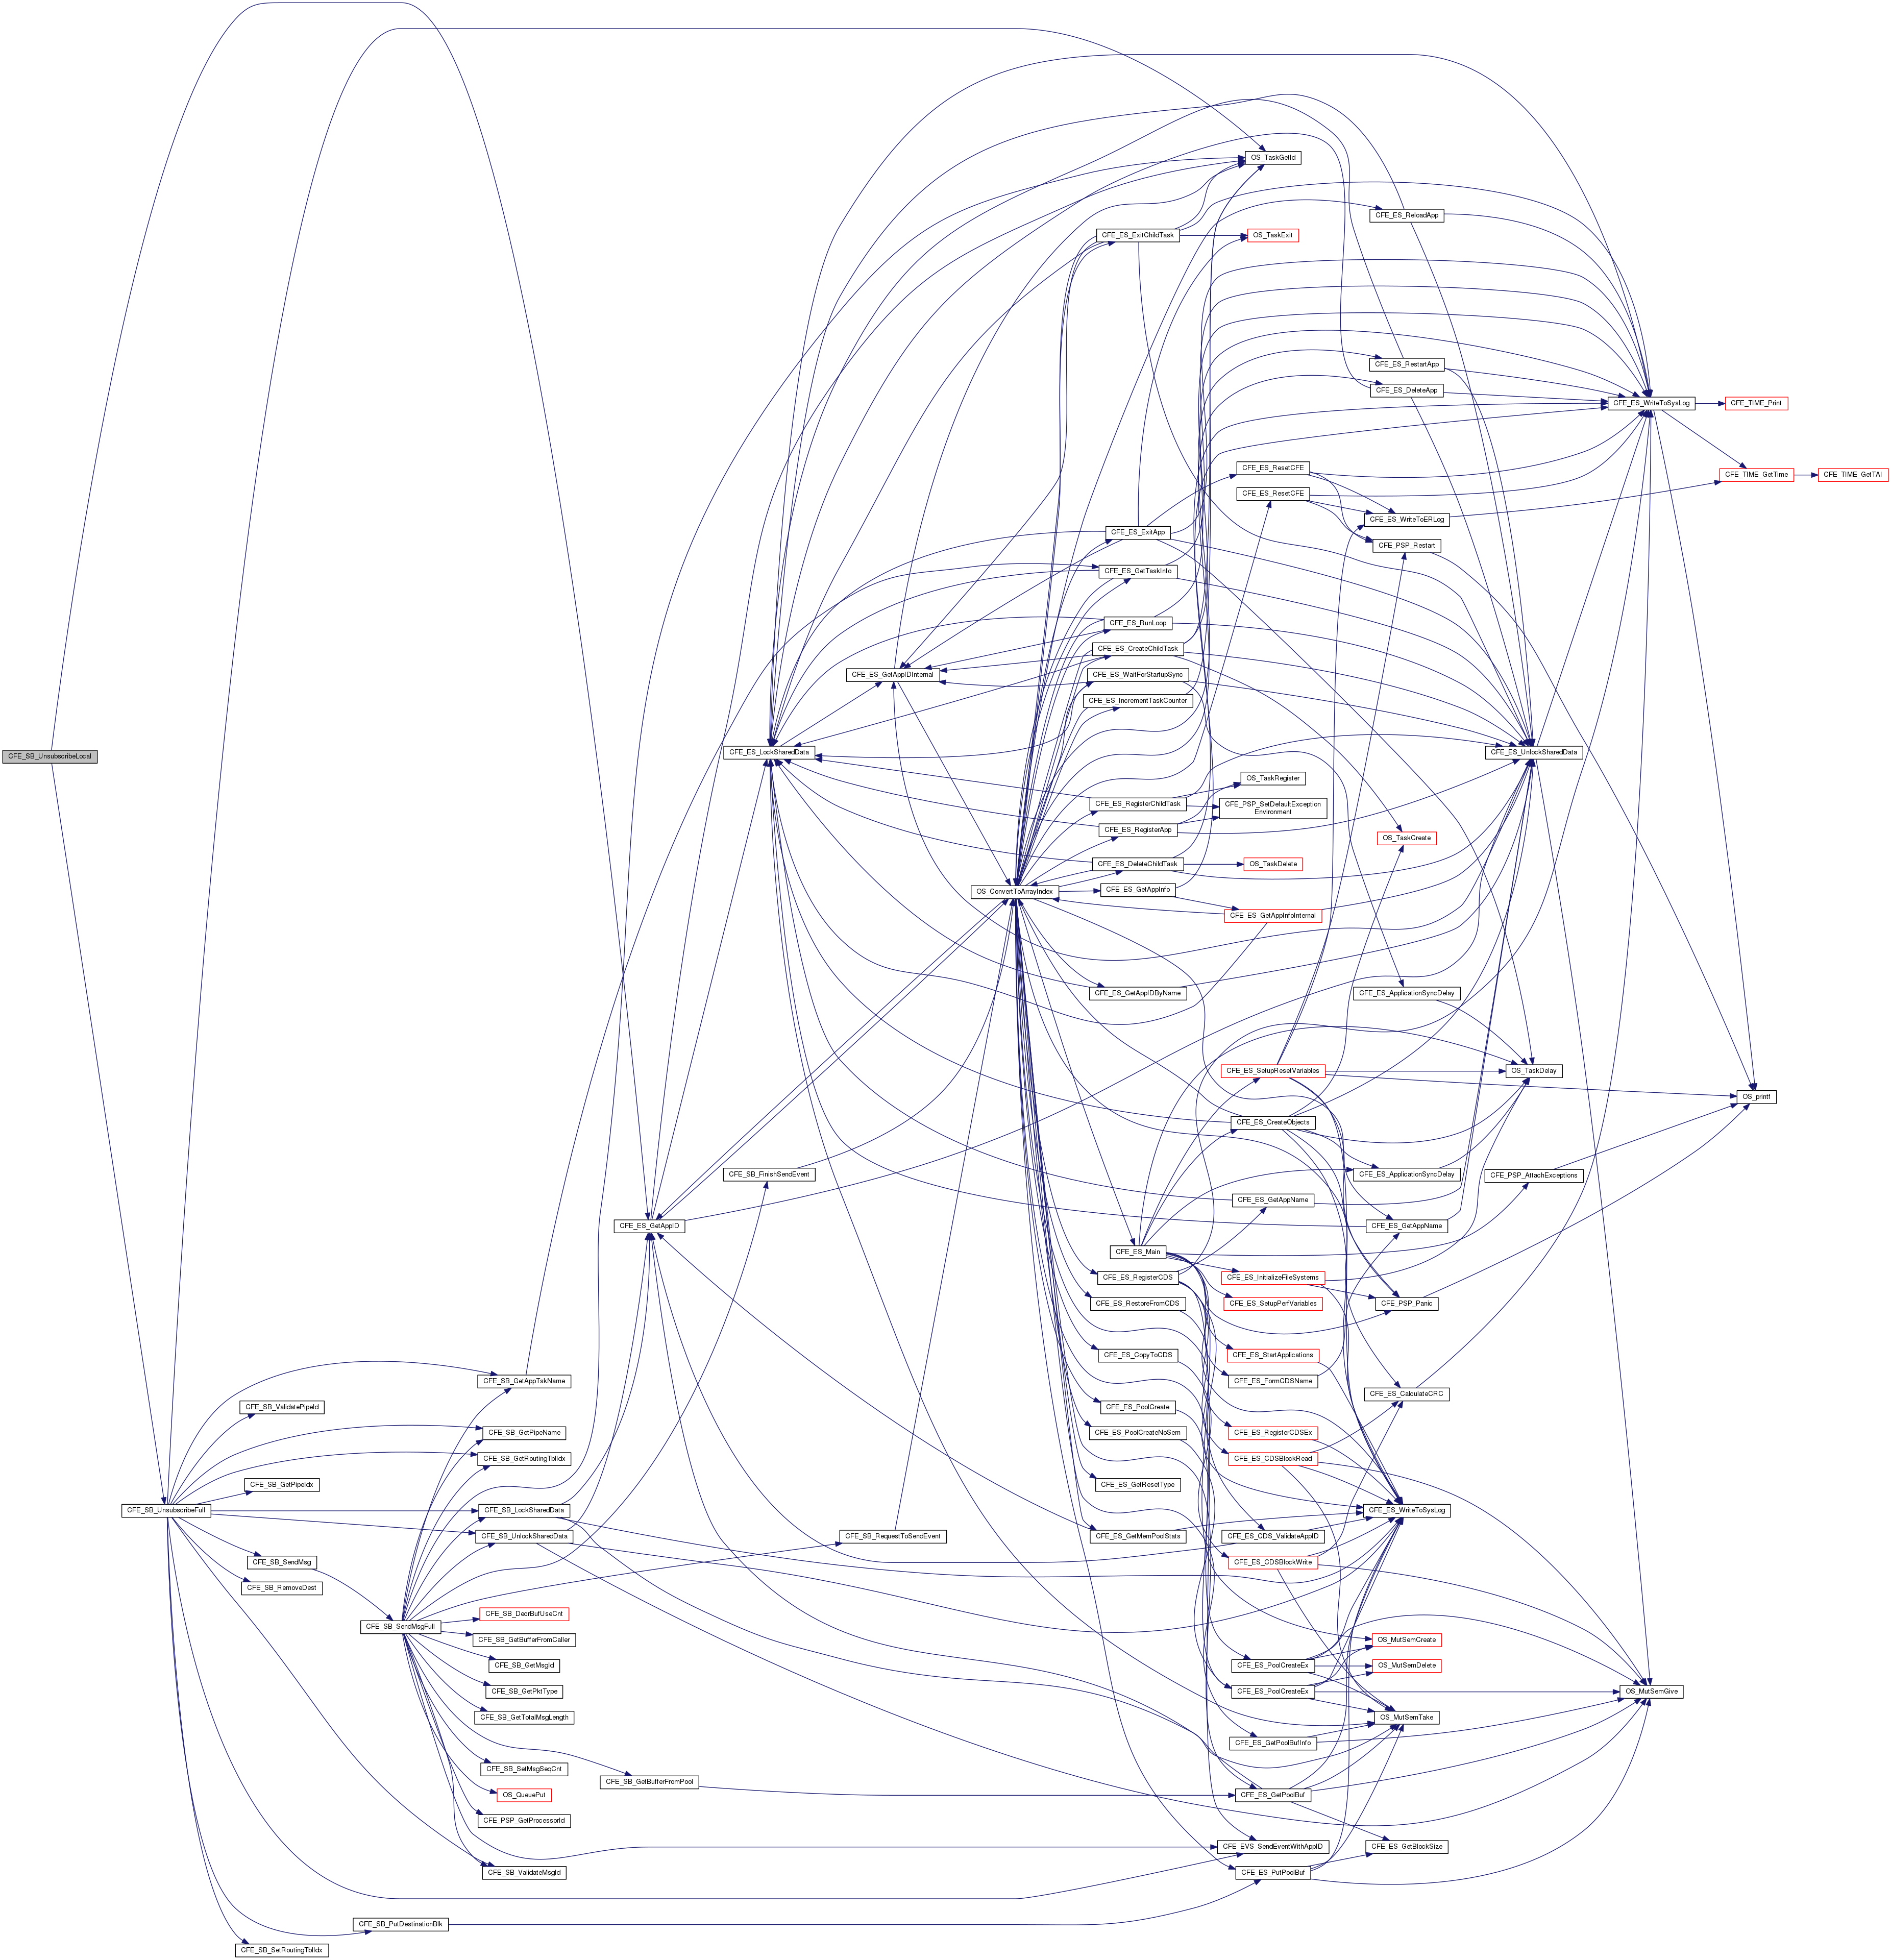 OS_TaskGetId
CFE_ES_ReloadApp
CFE_ES_ExitChildTask
OS_TaskExit
CFE_ES_RestartApp
CFE_ES_DeleteApp
CFE_ES_WriteToSysLog
CFE_TIME_Print
CFE_ES_ResetCFE
CFE_TIME_GetTime
CFE_TIME_GetTAI
CFE_ES_ResetCFE
CFE_ES_WriteToERLog
CFE_ES_ExitApp
CFE_PSP_Restart
CFE_ES_GetTaskInfo
CFE_ES_RunLoop
CFE_ES_CreateChildTask
CFE_ES_GetAppIDInternal
CFE_ES_WaitForStartupSync
CFE_ES_IncrementTaskCounter
CFE_SB_UnsubscribeLocal
CFE_ES_LockSharedData
CFE_ES_UnlockSharedData
OS_TaskRegister
CFE_ES_RegisterChildTask
CFE_PSP_SetDefaultException
Environment
CFE_ES_RegisterApp
OS_TaskCreate
CFE_ES_DeleteChildTask
OS_TaskDelete
OS_ConvertToArrayIndex
CFE_ES_GetAppInfo
CFE_ES_GetAppInfoInternal
CFE_ES_GetAppIDByName
CFE_ES_ApplicationSyncDelay
CFE_ES_SetupResetVariables
OS_TaskDelay
OS_printf
CFE_ES_CreateObjects
CFE_SB_FinishSendEvent
CFE_ES_ApplicationSyncDelay
CFE_PSP_AttachExceptions
CFE_ES_GetAppName
CFE_ES_GetAppID
CFE_ES_GetAppName
CFE_ES_Main
CFE_ES_RegisterCDS
CFE_ES_InitializeFileSystems
CFE_ES_RestoreFromCDS
CFE_ES_SetupPerfVariables
CFE_PSP_Panic
CFE_ES_CopyToCDS
CFE_ES_StartApplications
CFE_SB_GetAppTskName
CFE_ES_FormCDSName
CFE_ES_CalculateCRC
CFE_SB_ValidatePipeId
CFE_ES_PoolCreate
CFE_SB_GetPipeName
CFE_ES_PoolCreateNoSem
CFE_ES_RegisterCDSEx
CFE_SB_GetRoutingTblIdx
CFE_ES_CDSBlockRead
CFE_SB_GetPipeIdx
CFE_ES_GetResetType
CFE_SB_UnsubscribeFull
CFE_SB_LockSharedData
CFE_ES_WriteToSysLog
CFE_SB_UnlockSharedData
CFE_SB_RequestToSendEvent
CFE_ES_GetMemPoolStats
CFE_ES_CDS_ValidateAppID
CFE_SB_SendMsg
CFE_ES_CDSBlockWrite
CFE_SB_RemoveDest
CFE_SB_DecrBufUseCnt
CFE_SB_SendMsgFull
CFE_SB_GetBufferFromCaller
OS_MutSemCreate
CFE_SB_GetMsgId
CFE_ES_PoolCreateEx
OS_MutSemDelete
CFE_SB_GetPktType
CFE_ES_PoolCreateEx
OS_MutSemGive
CFE_SB_GetTotalMsgLength
OS_MutSemTake
CFE_ES_GetPoolBufInfo
CFE_SB_SetMsgSeqCnt
CFE_SB_GetBufferFromPool
OS_QueuePut
CFE_ES_GetPoolBuf
CFE_PSP_GetProcessorId
CFE_EVS_SendEventWithAppID
CFE_ES_GetBlockSize
CFE_SB_ValidateMsgId
CFE_ES_PutPoolBuf
CFE_SB_PutDestinationBlk
CFE_SB_SetRoutingTblIdx